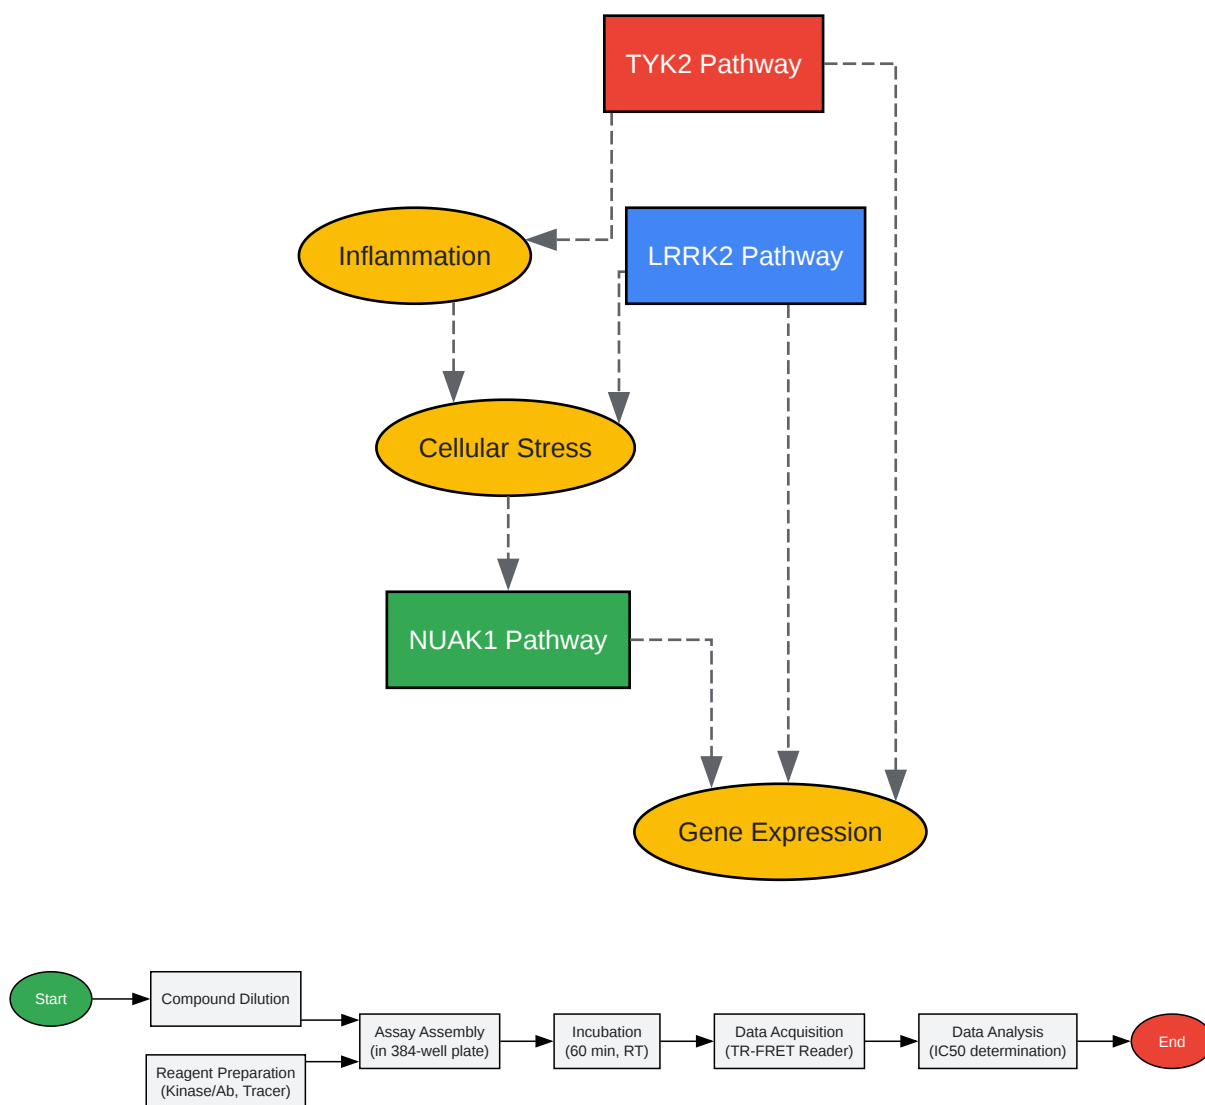 TYK2 Pathway
Inflammation
LRRK2 Pathway
Cellular Stress
NUAK1 Pathway
Gene Expression
Start
Compound Dilution
Reagent Preparation
(Kinase/Ab, Tracer)
Assay Assembly
(in 384-well plate)
Incubation
(60 min, RT)
Data Acquisition
(TR-FRET Reader)
Data Analysis
(IC50 determination)
End